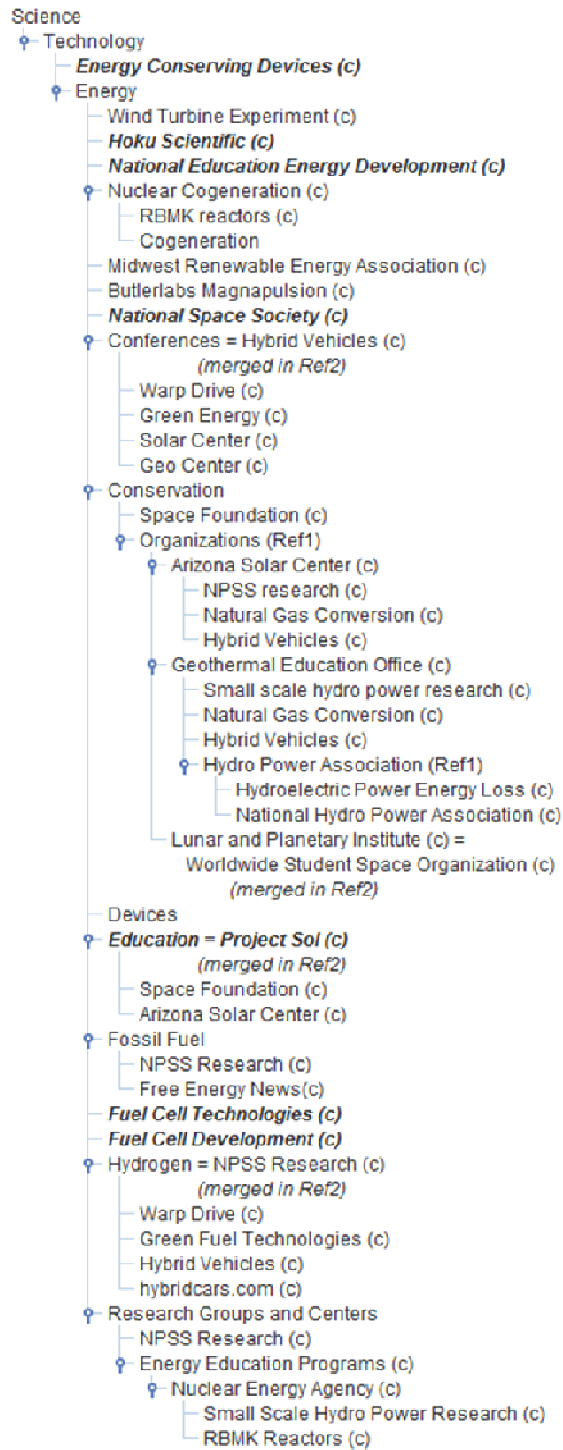 Science
Technology
Energy Conserving Devices (c)
Energy
Wind Turbine Experiment (c)
Hoku Scientific (c)
National Education Energy Development (c)
Nuclear Cogeneration (c)
RBMK reactors (c)
Cogeneration
Midwest Renewable Energy Association (c)
Butlerlabs Magnapulsion (c)
National Space Society (c)
Conferences = Hybrid Vehicles (c)
(merged in Ref2)
Warp Drive (c)
Green Energy (c)
Solar Center (c)
Geo Center (c)
Conservation
Space Foundation (c)
Organizations (Ref1)
Arizona Solar Center (c)
NPSS research (c)
Natural Gas Conversion (c)
Hybrid Vehicles (c)
Geothermal Education Office (c)
Small scale hydro power research (c)
Natural Gas Conversion (c)
Hybrid Vehicles (c)
Hydro Power Association (Ref1)
Hydroelectric Power Energy Loss (c)
National Hydro Power Association (c)
Lunar and Planetary Institute (c) =
Worldwide Student Space Organization (c)
(merged in Ref2)
Devices
Education = Project Sol (c)
(merged in Ref2)
Space Foundation (c)
Arizona Solar Center (c)
Fossil Fuel
NPSS Research (c)
Free Energy News(c)
Fuel Cell Technologies (c)
Fuel Cell Development (c)
Hydrogen = NPSS Research (c)
(merged in Ref2)
Warp Drive (c)
Green Fuel Technologies (c)
Hybrid Vehicles (c)
hybridcars.com (c)
Research Groups and Centers
NPSS Research (c)
Energy Education Programs (c)
Nuclear Energy Agency (c)
Small Scale Hydro Power Research (c)
RBMK Reactors (c)